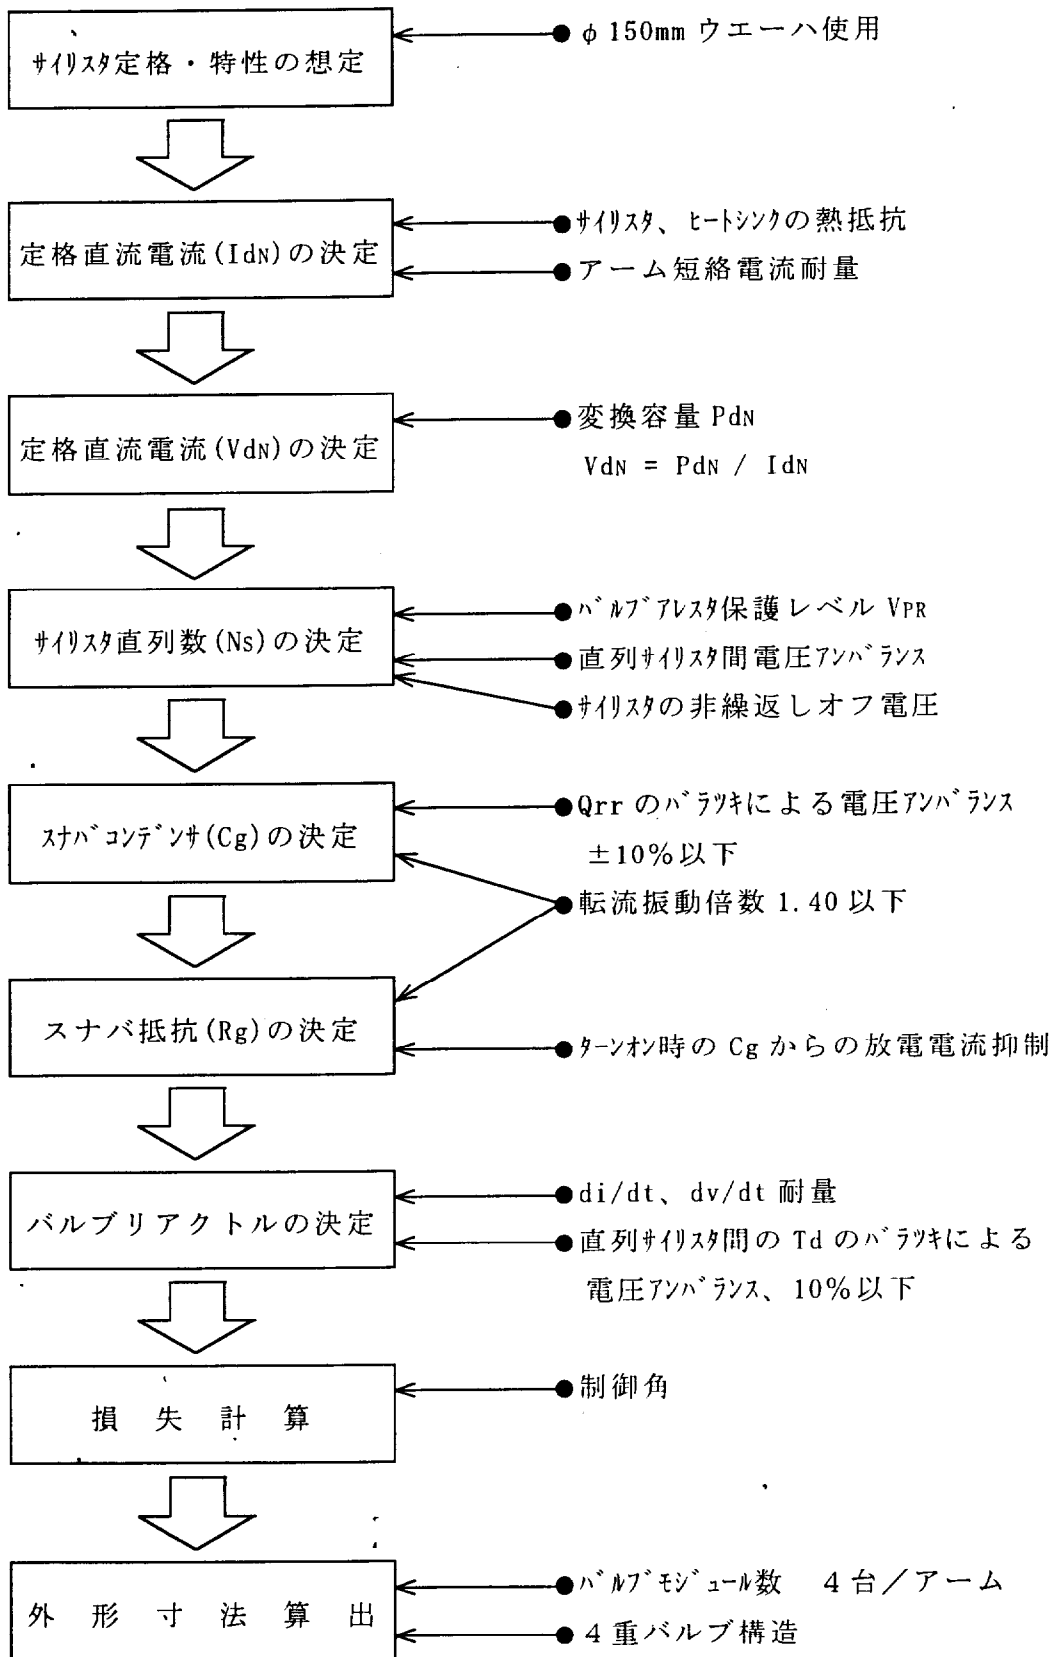 サイリスタ定格・特性の想定
●φ150mm ウエーハ使用
定格直流電流(IdN)の決定
●サイリスタ、ヒートシンクの熱抵抗
●アーム短絡電流耐量
定格直流電流(VdN)の決定
●変換容量 PdN
VdN = PdN / IdN
サイリスタ直列数(Ns)の決定
●バルブアレスタ保護レベル VPR
●直列サイリスタ間電圧アンバランス
●サイリスタの非繰返しオフ電圧
スナバコンデンサ(Cg)の決定
●Qrr のバラツキによる電圧アンバランス
±10%以下
●転流振動倍数 1.40 以下
スナバ抵抗(Rg)の決定
●ターンオン時の Cg からの放電電流抑制
バルブリアクトルの決定
●di/dt、dv/dt 耐量
●直列サイリスタ間の Td のバラツキによる
電圧アンバランス、10%以下
損失計算
●制御角
外形寸法算出
●バルブモジュール数 4台／アーム
●4重バルブ構造